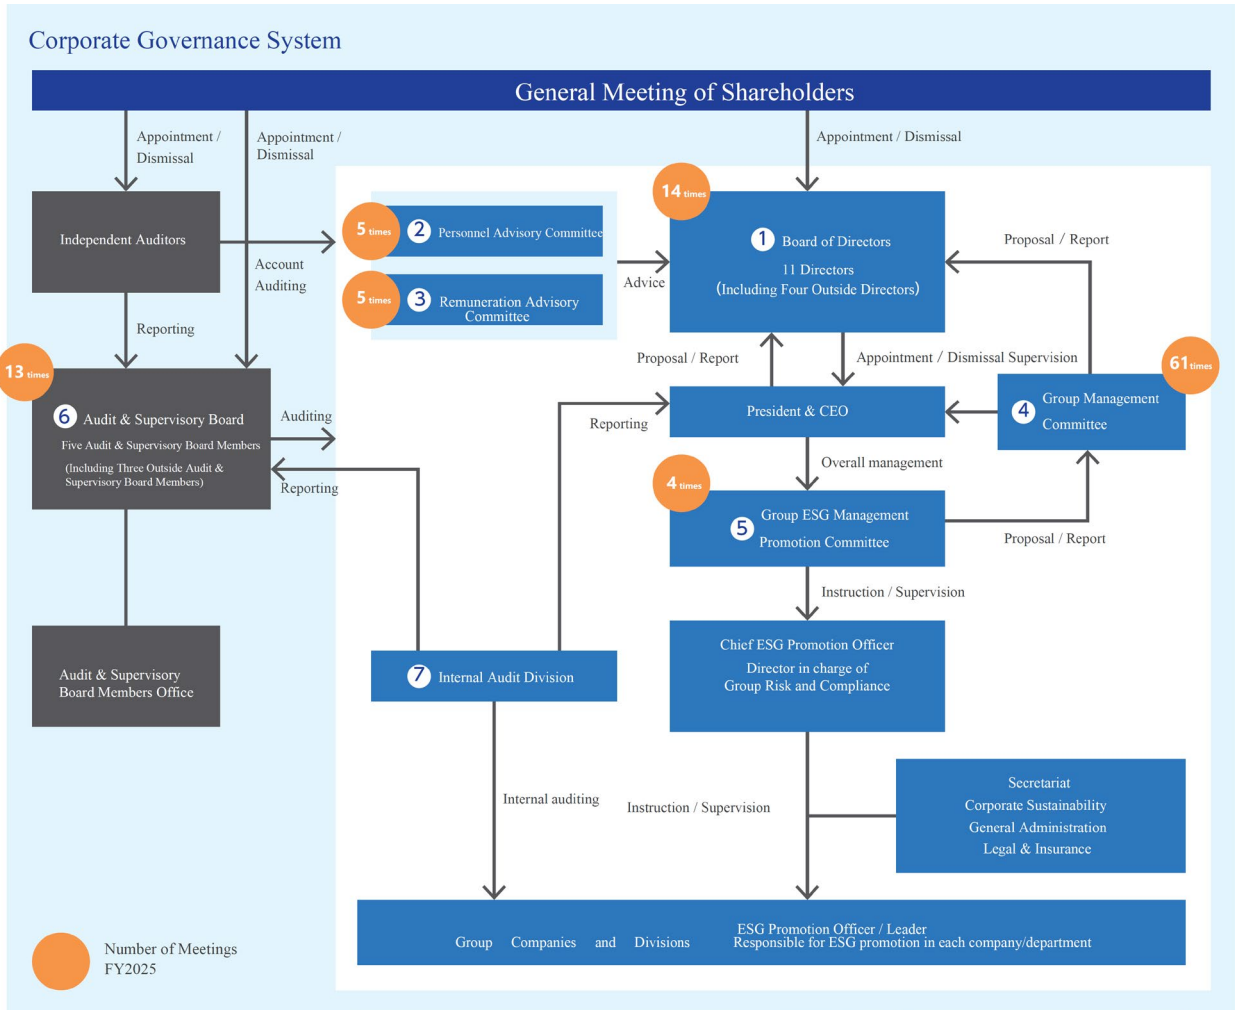 Corporate Governance System
General Meeting of Shareholders
Appointment /
Dismissal
Appointment /
Dismissal
Appointment / Dismissal
Independent Auditors
Account
Auditing
Reporting
5 times
2 Personnel Advisory Committee
5 times
3 Remuneration Advisory
Committee
Advice
14 times
1 Board of Directors
11 Directors
(Including Four Outside Directors)
Proposal / Report
Proposal / Report
Appointment / Dismissal Supervision
13 times
6 Audit & Supervisory Board
Five Audit & Supervisory Board Members
(Including Three Outside Audit &
Supervisory Board Members)
Auditing
Reporting
Reporting
President & CEO
61 times
4 Group Management
Committee
Overall management
4 times
5 Group ESG Management
Promotion Committee
Proposal / Report
Instruction / Supervision
Chief ESG Promotion Officer
Director in charge of
Group Risk and Compliance
Audit & Supervisory
Board Members Office
7 Internal Audit Division
Internal auditing
Instruction / Supervision
Secretariat
Corporate Sustainability
General Administration
Legal & Insurance
ESG Promotion Officer / Leader
Group Companies and Divisions Responsible for ESG promotion in each company/department
Number of Meetings
FY2025